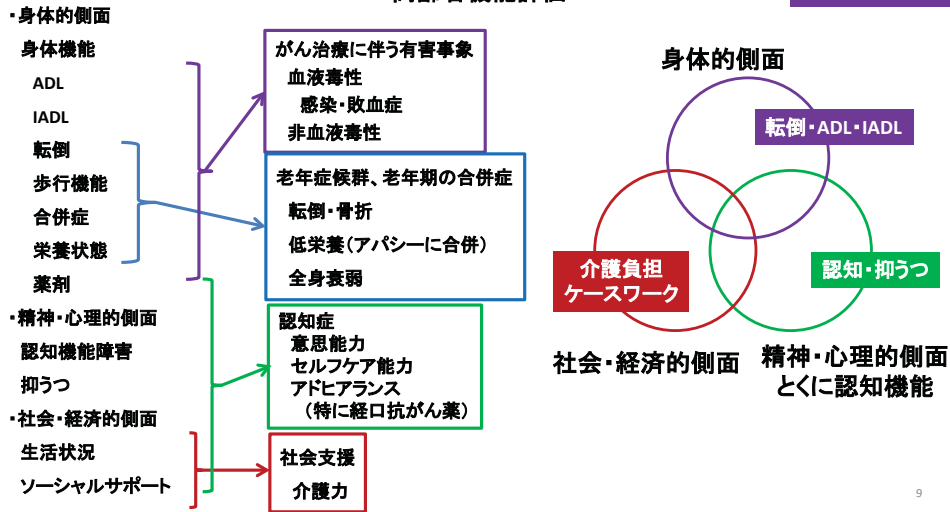 ・身体的側面
身体機能
ADL
IADL
転倒
歩行機能
合併症
栄養状態
薬剤
・精神・心理的側面
認知機能障害
抑うつ
・社会・経済的側面
生活状況
ソーシャルサポート
がん治療に伴う有害事象
血液毒性
感染・敗血症
非血液毒性
老年症候群、老年期の合併症
転倒・骨折
低栄養(アパシーに合併)
全身衰弱
認知症
意思能力
セルフケア能力
アドヒアランス
(特に経口抗がん薬)
社会支援
介護力
身体的側面
転倒・ADL・IADL
介護負担
ケースワーク
認知・抑うつ
社会・経済的側面
精神・心理的側面
とくに認知機能
9